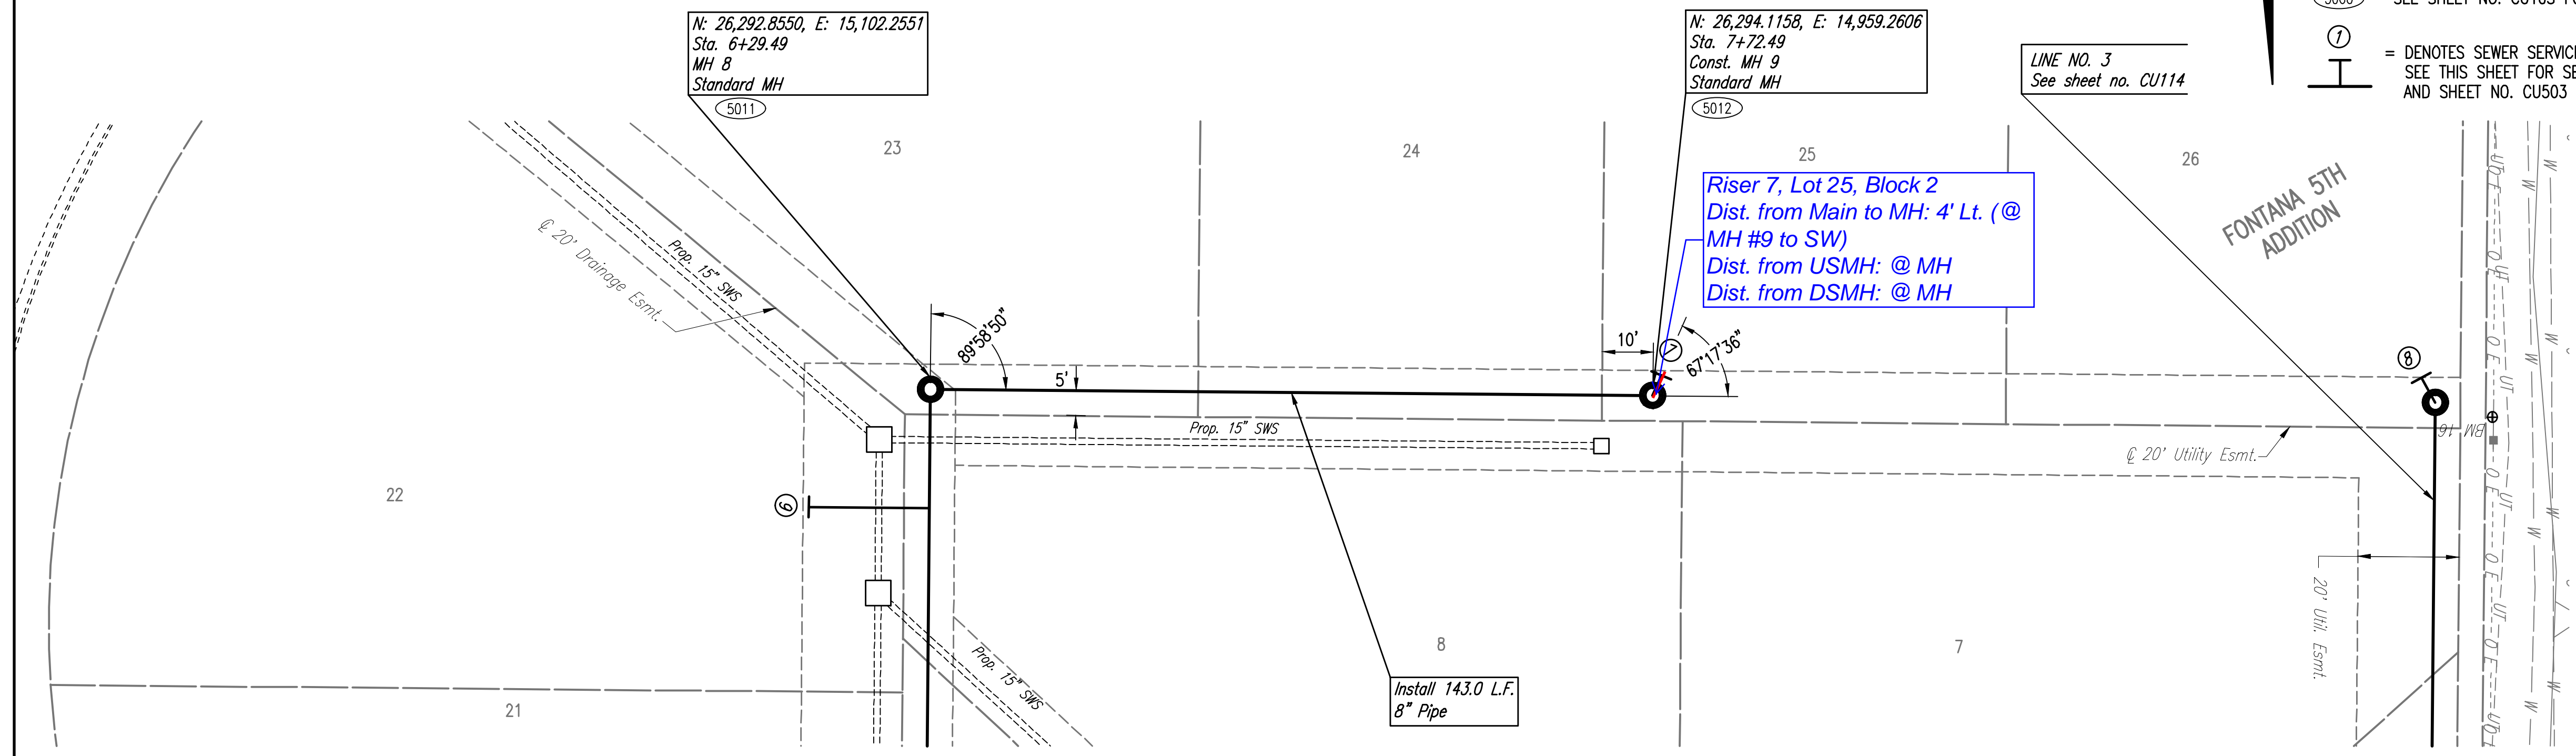 N: 26,292.8550, E: 15,102.2551
Sta. 6+29.49
MH 8
Standard MH
5011
N: 26,294.1158, E: 14,959.2606
Sta. 7+72.49
Const. MH 9
Standard MH
5012
LINE NO. 3
See sheet no. CU114
1
= DENOTES SEWER SERVIC
SEE THIS SHEET FOR SE
AND SHEET NO. CU503
23
24
25
26
Riser 7, Lot 25, Block 2
Dist. from Main to MH: 4' Lt. (@
MH #9 to SW)
Dist. from USMH: @ MH
Dist. from DSMH: @ MH
FONTANA 5TH
ADDITION
℄ 20' Drainage Esmt.
Prop. 15" SWS
89°58'50"
5'
10'
7
67°17'36"
8
Prop. 15" SWS
BM 16
℄ 20' Utility Esmt.
22
6
20' Util. Esmt.
8
7
Prop. 15" SWS
Install 143.0 L.F.
8" Pipe
21